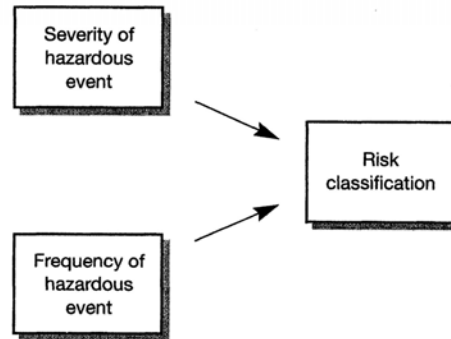 Severity of
hazardous
event
Risk
classification
Frequency of
hazardous
event